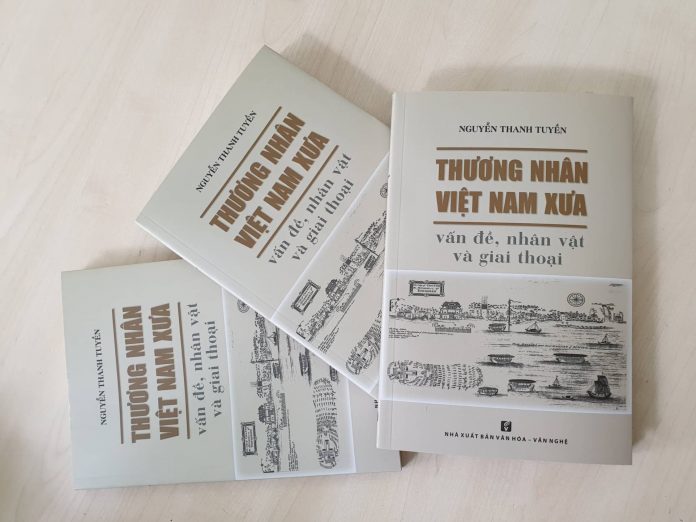 NGUYỄN THANH TUYỀN
THƯƠNG NHÂN
VIỆT NAM XƯA
vấn đề, nhân vật
và giai thoại
NGUYỄN THANH TUYỀN
THƯƠNG NHÂN
VIỆT NAM XƯA
vấn đề, nhân vật
và giai thoại
NGUYỄN THANH TUYỀN
THƯƠNG NHÂN
VIỆT NAM XƯA
vấn đề, nhân vật
và giai thoại
NHÀ XUẤT BẢN VĂN HÓA – VĂN NGHỆ